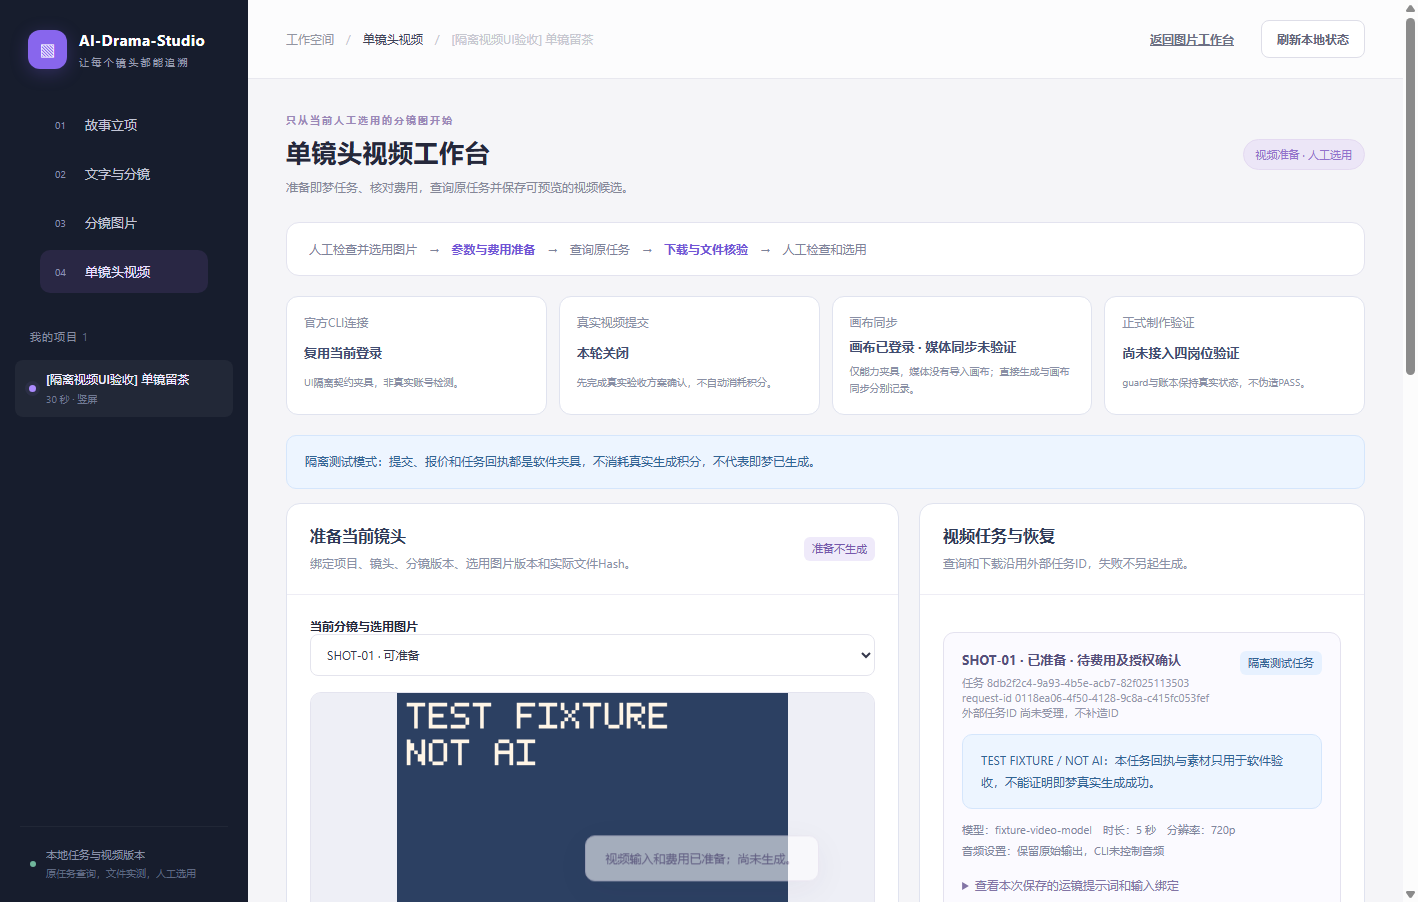 AI-Drama-Studio
让每个镜头都能追溯
01 故事立项
02 文字与分镜
03 分镜图片
04 单镜头视频
我的项目 1
[隔离视频UI验收] 单镜留茶
30 秒 · 竖屏
本地任务与视频版本
原任务查询，文件实测，人工选用
工作空间 / 单镜头视频 / [隔离视频UI验收] 单镜留茶
返回图片工作台
刷新本地状态
只从当前人工选用的分镜图开始
单镜头视频工作台
准备即梦任务、核对费用，查询原任务并保存可预览的视频候选。
视频准备 · 人工选用
人工检查并选用图片 → 参数与费用准备 → 查询原任务 → 下载与文件核验 → 人工检查和选用
官方CLI连接
复用当前登录
UI隔离契约夹具，非真实账号检测。
真实视频提交
本轮关闭
先完成真实验收方案确认，不自动消耗积分。
画布同步
画布已登录 · 媒体同步未验证
仅能力夹具，媒体没有导入画布；直接生成与画布
同步分别记录。
正式制作验证
尚未接入四岗位验证
guard与账本保持真实状态，不伪造PASS。
隔离测试模式：提交、报价和任务回执都是软件夹具，不消耗真实生成积分，不代表即梦已生成。
准备当前镜头
绑定项目、镜头、分镜版本、选用图片版本和实际文件Hash。
准备不生成
当前分镜与选用图片
SHOT-01 · 可准备
TEST FIXTURE
NOT AI
视频输入和费用已准备；尚未生成。
视频任务与恢复
查询和下载沿用外部任务ID，失败不另起生成。
SHOT-01 · 已准备 · 待费用及授权确认
隔离测试任务
任务 8db2f2c4-9a93-4b5e-acb7-82f025113503
request-id 0118ea06-4f50-4128-9c8a-c415fc053fef
外部任务ID 尚未受理，不补造ID
TEST FIXTURE / NOT AI：本任务回执与素材只用于软件验
收，不能证明即梦真实生成成功。
模型：fixture-video-model 时长：5 秒 分辨率：720p
音频设置：保留原始输出，CLI未控制音频
▶ 查看本次保存的运镜提示词和输入绑定